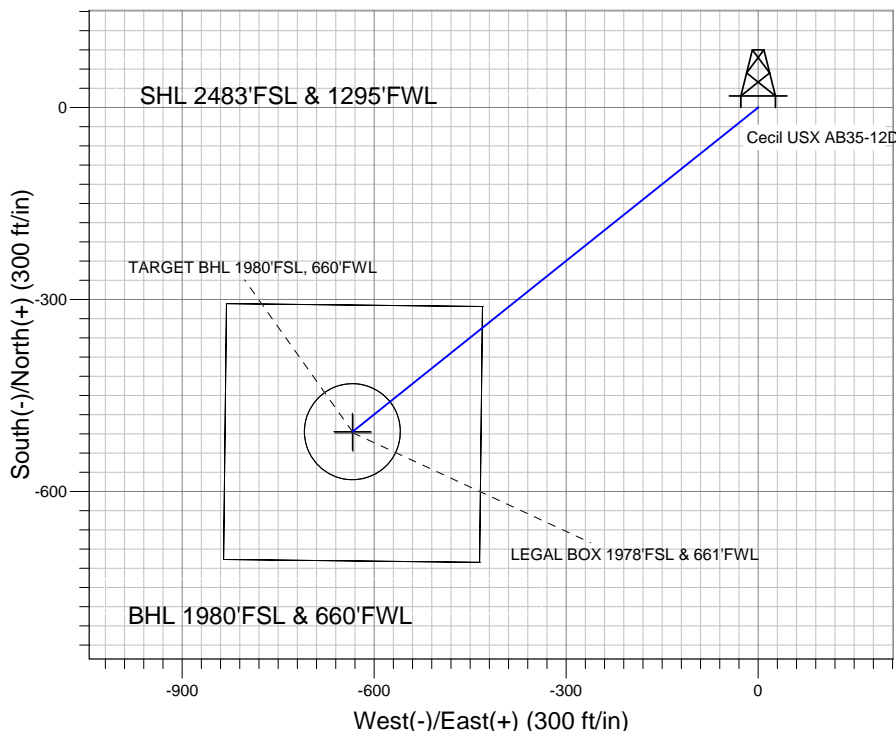 SHL 2483'FSL & 1295'FWL
0
Cecil USX AB35-12D
TARGET BHL 1980'FSL, 660'FWL
-300
South(-)/North(+) (300 ft/in)
-600
LEGAL BOX 1978'FSL & 661'FWL
BHL 1980'FSL & 660'FWL
-900
-600
-300
0
West(-)/East(+) (300 ft/in)